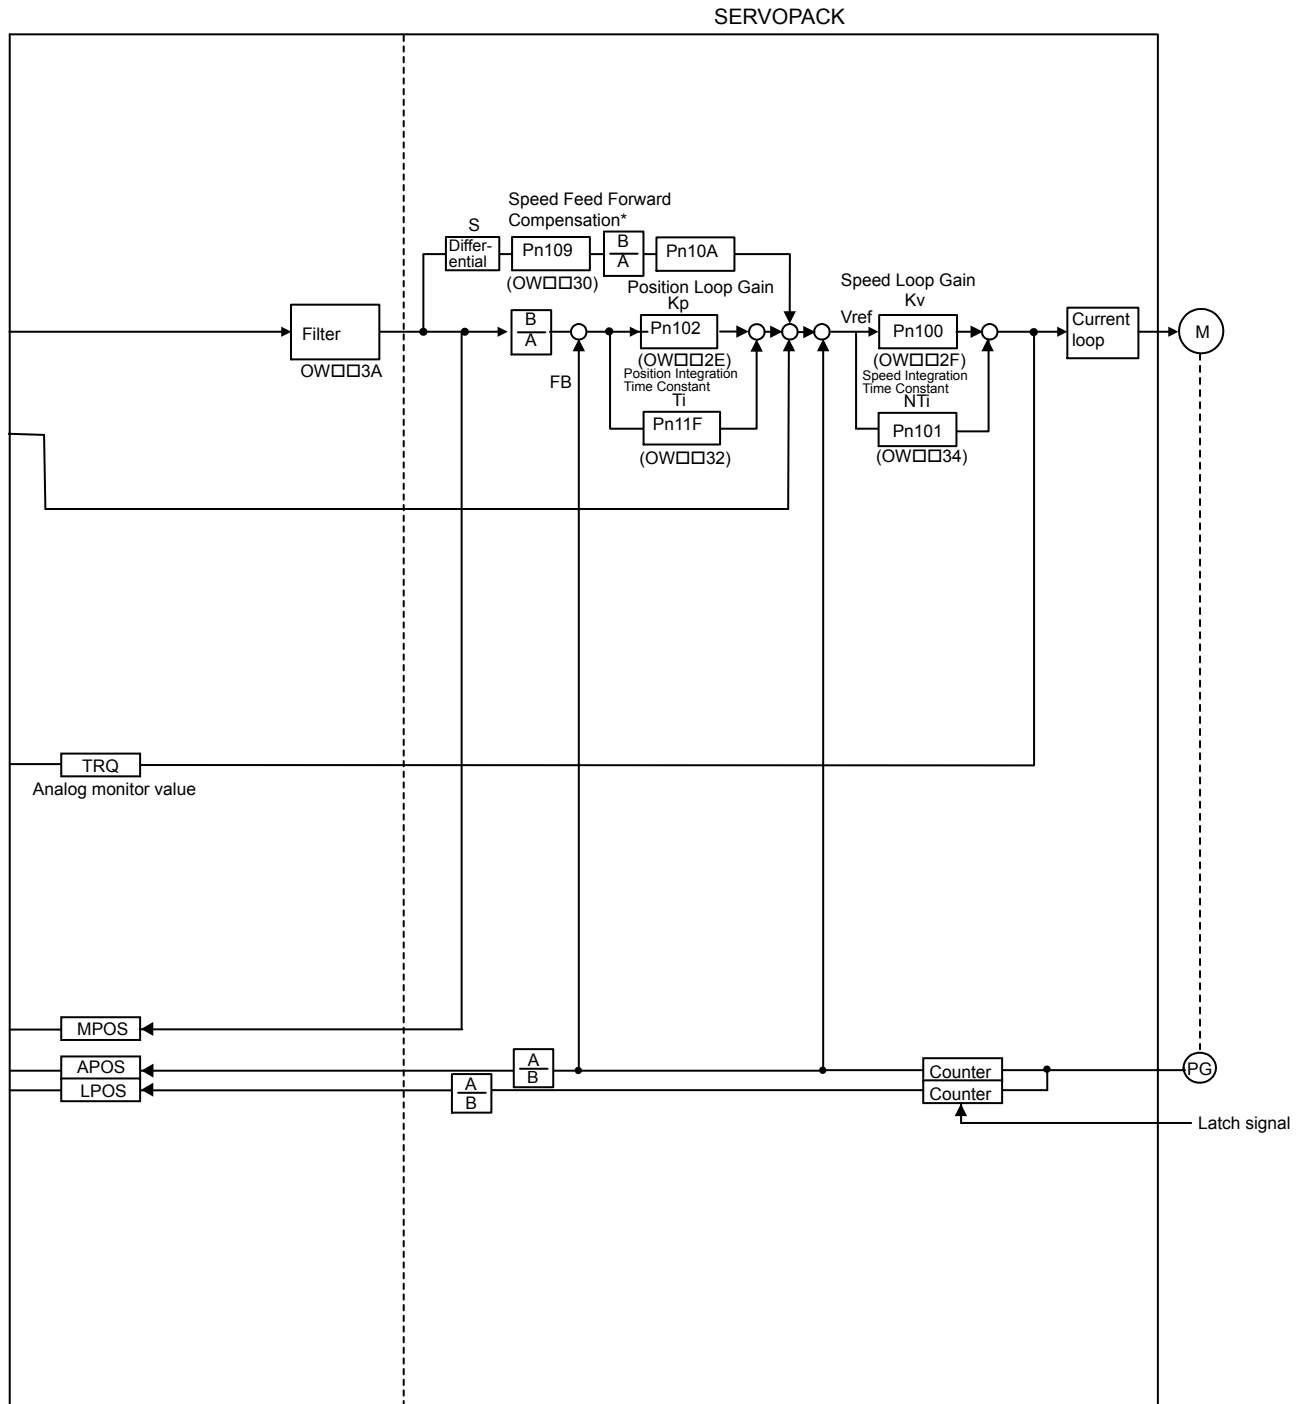 SERVOPACK
Speed Feed Forward
Compensation*
S
Differ-
ential
Pn109
B
A
Pn10A
(OW□□30)
Position Loop Gain
Kp
Speed Loop Gain
Kv
Filter
OW□□3A
B
A
Pn102
(OW□□2E)
Vref
Pn100
(OW□□2F)
Current
loop
M
FB
Position Integration
Time Constant
Ti
Pn11F
(OW□□32)
Speed Integration
Time Constant
NTi
Pn101
(OW□□34)
TRQ
Analog monitor value
MPOS
APOS
A
B
Counter
PG
LPOS
A
B
Counter
Latch signal